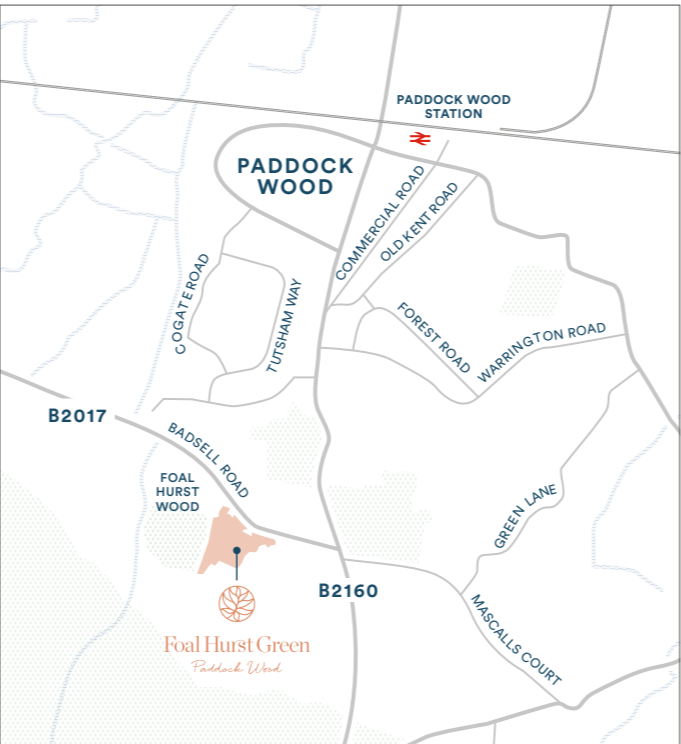 PADDOCK WOOD
STATION
PADDOCK
WOOD
COMMERCIAL ROAD
OLD KENT ROAD
COGATE ROAD
TUTSHAM WAY
FOREST ROAD
WARRINGTON ROAD
B2017
BADSELL ROAD
FOAL
HURST
WOOD
GREEN LANE
B2160
MASCALLS COURT
Foal Hurst Green
Paddock Wood